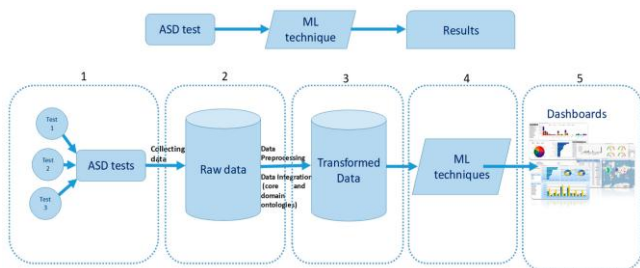 ASD test
ML
technique
Results
1
2
3
4
5
Test
1
Test
2
Test
3
ASD tests
Collecting
data
Raw data
Data
Preprocessing
Data Integration
(core and
domain
ontologies)
Transformed
Data
ML
techniques
Dashboards